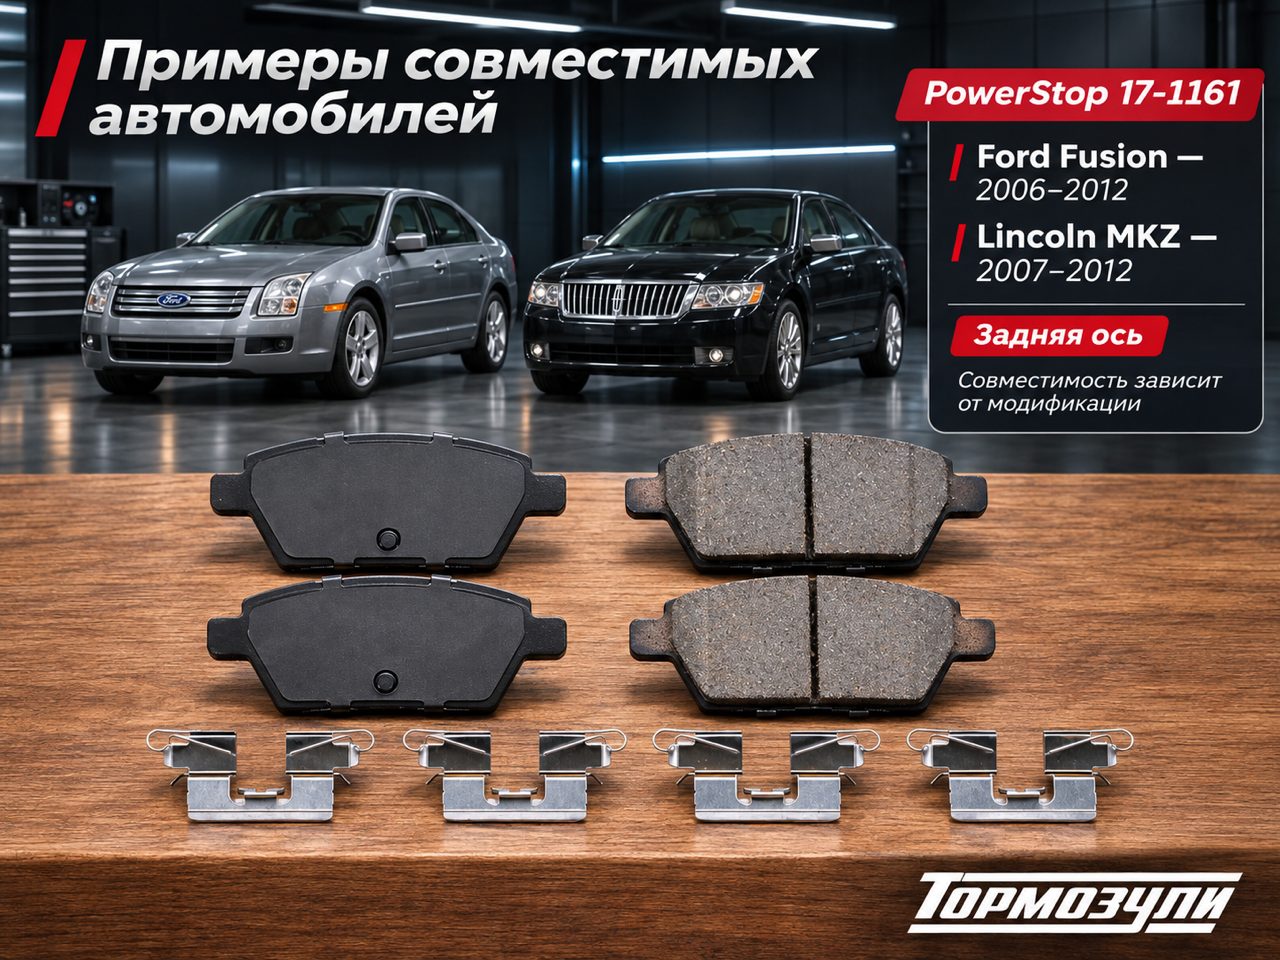 Примеры совместимых
автомобилей
PowerStop 17-1161
Ford Fusion —
2006–2012
Lincoln MKZ —
2007–2012
Задняя ось
Совместимость зависит
от модификации
Ford
ТОРМОЗУЛИ